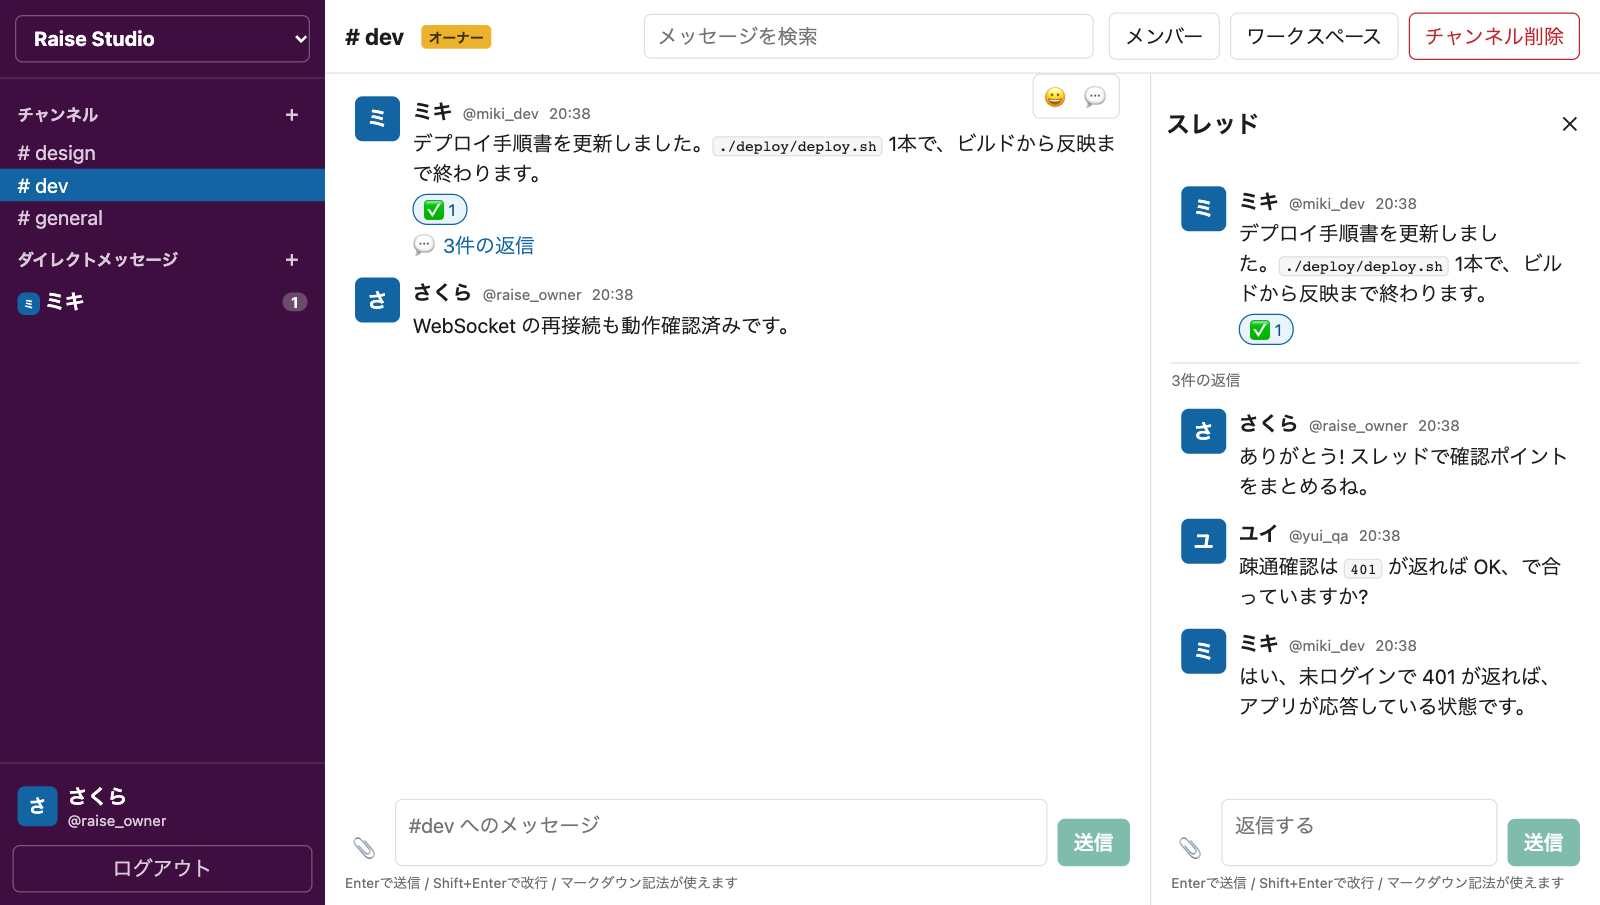 Raise Studio
チャンネル
+
# design
# dev
# general
ダイレクトメッセージ
+
ミ ミキ
1
さ さくら
@raise_owner
ログアウト
# dev オーナー
メッセージを検索
メンバー
ワークスペース
チャンネル削除
ミ
ミキ @miki_dev 20:38
デプロイ手順書を更新しました。 ./deploy/deploy.sh 1本で、ビルドから反映ま
で終わります。
✅ 1
💬 3件の返信
さ
さくら @raise_owner 20:38
WebSocket の再接続も動作確認済みです。
#dev へのメッセージ
送信
Enterで送信 / Shift+Enterで改行 / マークダウン記法が使えます
スレッド
×
ミ
ミキ @miki_dev 20:38
デプロイ手順書を更新しまし
た。 ./deploy/deploy.sh 1本で、ビル
ドから反映まで終わります。
✅ 1
3件の返信
さ
さくら @raise_owner 20:38
ありがとう! スレッドで確認ポイント
をまとめるね。
ユ
ユイ @yui_qa 20:38
疎通確認は 401 が返れば OK、で合
っていますか?
ミ
ミキ @miki_dev 20:38
はい、未ログインで 401 が返れば、
アプリが応答している状態です。
返信する
送信
Enterで送信 / Shift+Enterで改行 / マークダウン記法が使えます